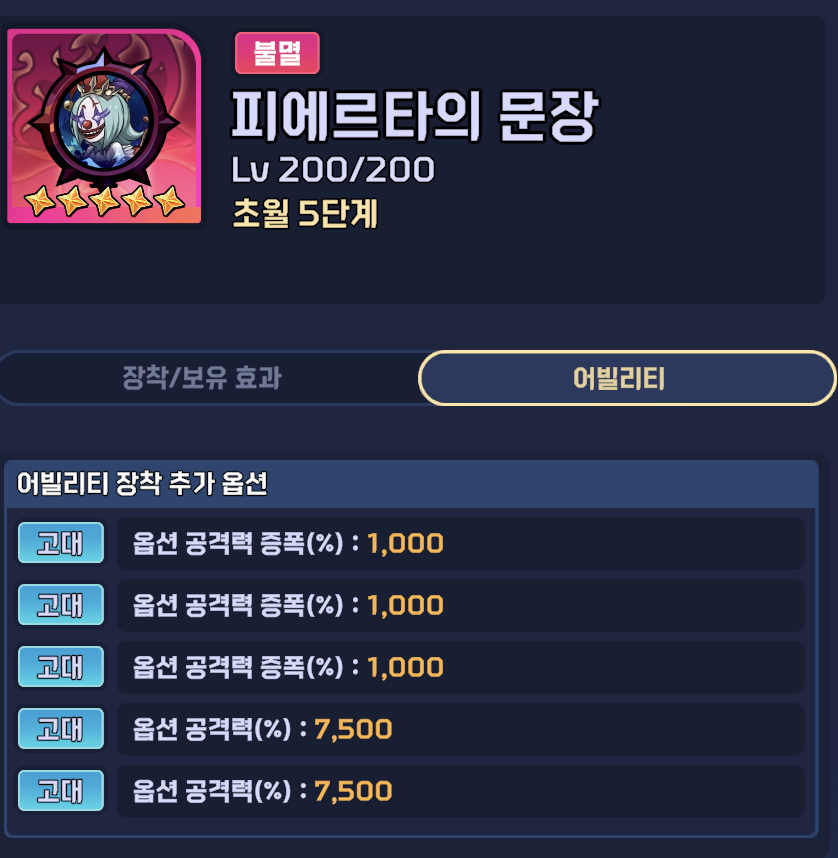 불멸
피에르타의 문장
Lv 200/200
초월 5단계
장착/보유 효과
어빌리티
어빌리티 장착 추가 옵션
고대 옵션 공격력 증폭(%) : 1,000
고대 옵션 공격력 증폭(%) : 1,000
고대 옵션 공격력 증폭(%) : 1,000
고대 옵션 공격력(%) : 7,500
고대 옵션 공격력(%) : 7,500